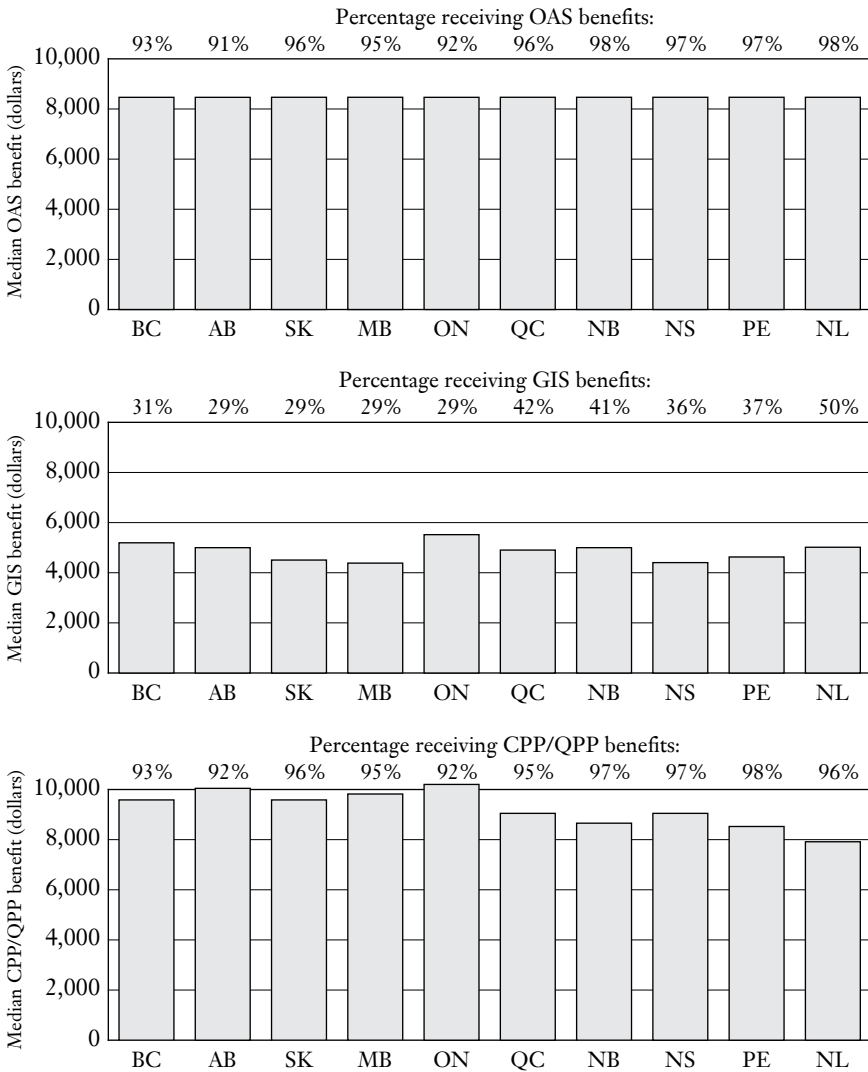 Percentage receiving OAS benefits:
93% 91% 96% 95% 92% 96% 98% 97% 97% 98%
Median OAS benefit (dollars)
10,000
8,000
6,000
4,000
2,000
0
BC AB SK MB ON QC NB NS PE NL
Percentage receiving GIS benefits:
31% 29% 29% 29% 29% 42% 41% 36% 37% 50%
Median GIS benefit (dollars)
10,000
8,000
6,000
4,000
2,000
0
BC AB SK MB ON QC NB NS PE NL
Percentage receiving CPP/QPP benefits:
93% 92% 96% 95% 92% 95% 97% 97% 98% 96%
Median CPP/QPP benefit (dollars)
10,000
8,000
6,000
4,000
2,000
0
BC AB SK MB ON QC NB NS PE NL